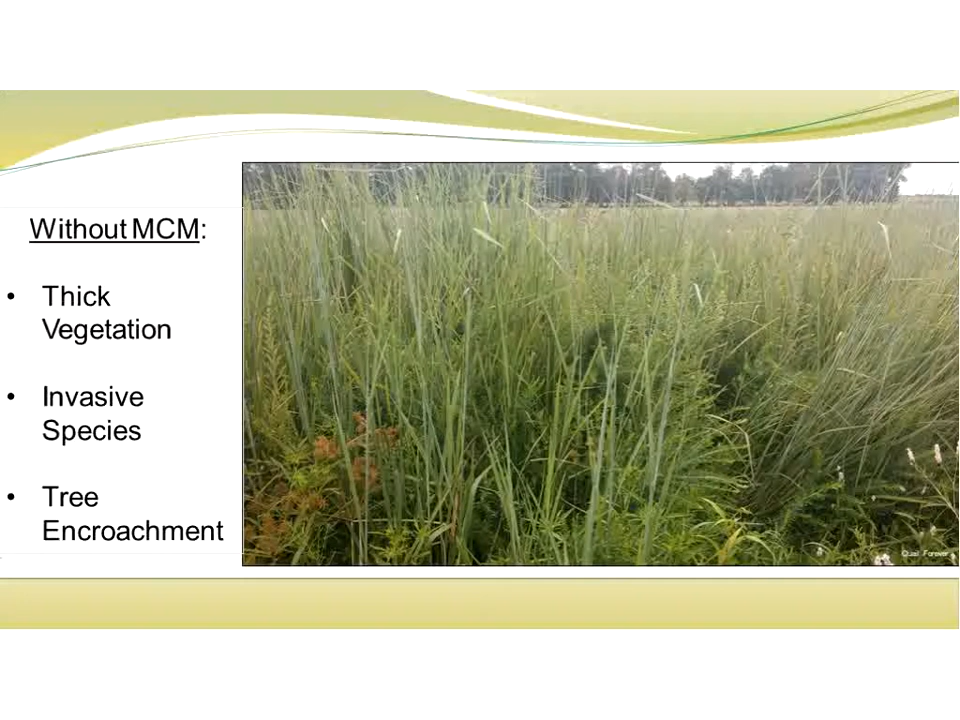 Without MCM:
• Thick
Vegetation
• Invasive
Species
• Tree
Encroachment
Quail Forever